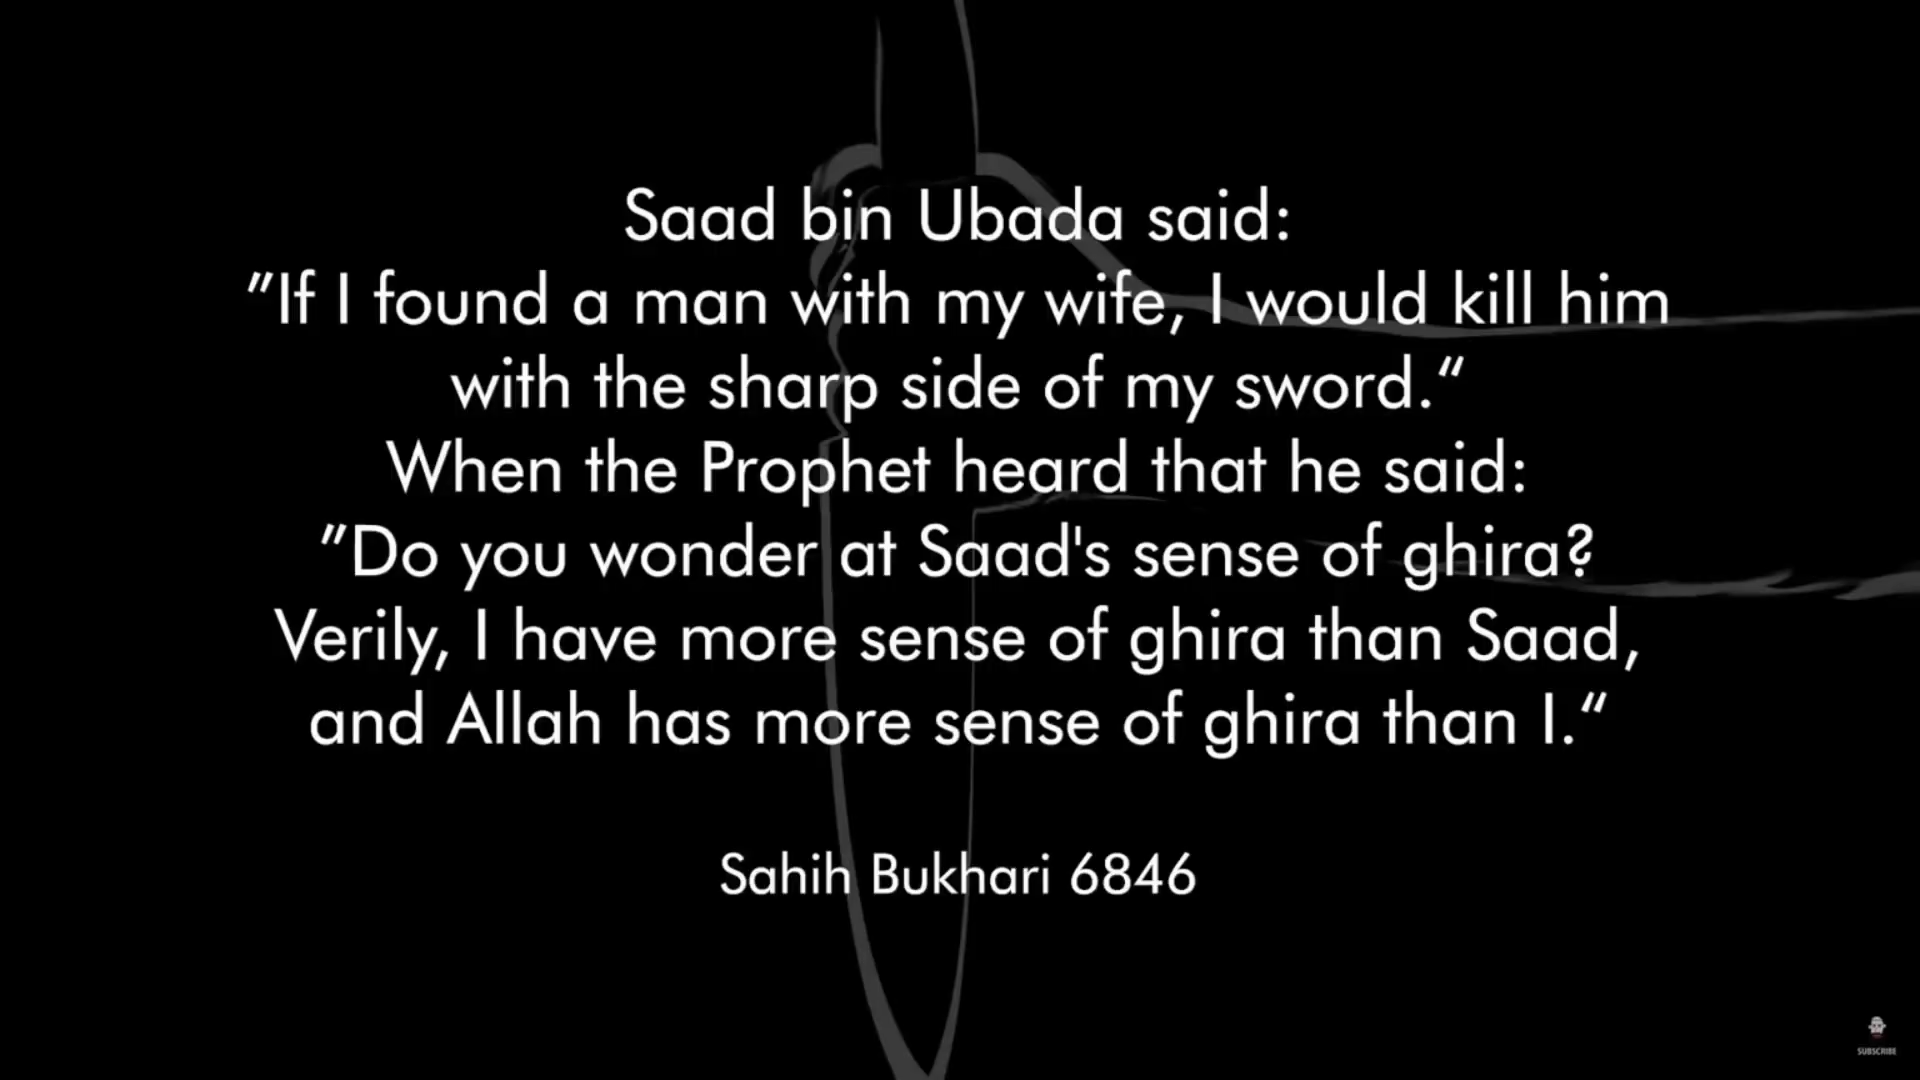 Saad bin Ubada said:
"If I found a man with my wife, I would kill him
with the sharp side of my sword."
When the Prophet heard that he said:
"Do you wonder at Saad's sense of ghira?
Verily, I have more sense of ghira than Saad,
and Allah has more sense of ghira than I."
Sahih Bukhari 6846
SUBSCRIBE